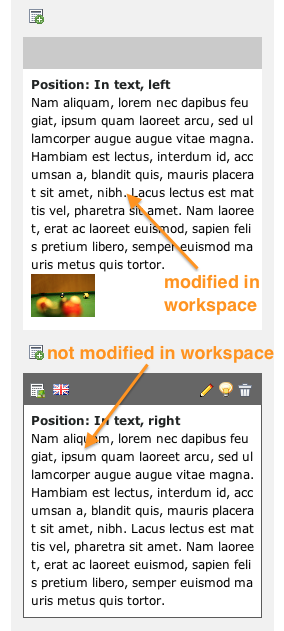 Position: In text, left
Nam aliquam, lorem nec dapibus feu
giat, ipsum quam laoreet arcu, sed ul
lamcorper augue augue vitae magna.
Hambiam est lectus, interdum id, acc
umsan a, blandit quis, mauris placera
t sit amet, nibh. Lacus lectus est mat
tis vel, pharetra sit amet. Nam laoree
t, erat ac laoreet euismod, sapien feli
s pretium libero, semper euismod ma
uris metus quis tortor.
modified in
workspace
not modified in workspace
Position: In text, right
Nam aliquam, lorem nec dapibus feu
giat, ipsum quam laoreet arcu, sed ul
lamcorper augue augue vitae magna.
Hambiam est lectus, interdum id, acc
umsan a, blandit quis, mauris placera
t sit amet, nibh. Lacus lectus est mat
tis vel, pharetra sit amet. Nam laoree
t, erat ac laoreet euismod, sapien feli
s pretium libero, semper euismod ma
uris metus quis tortor.